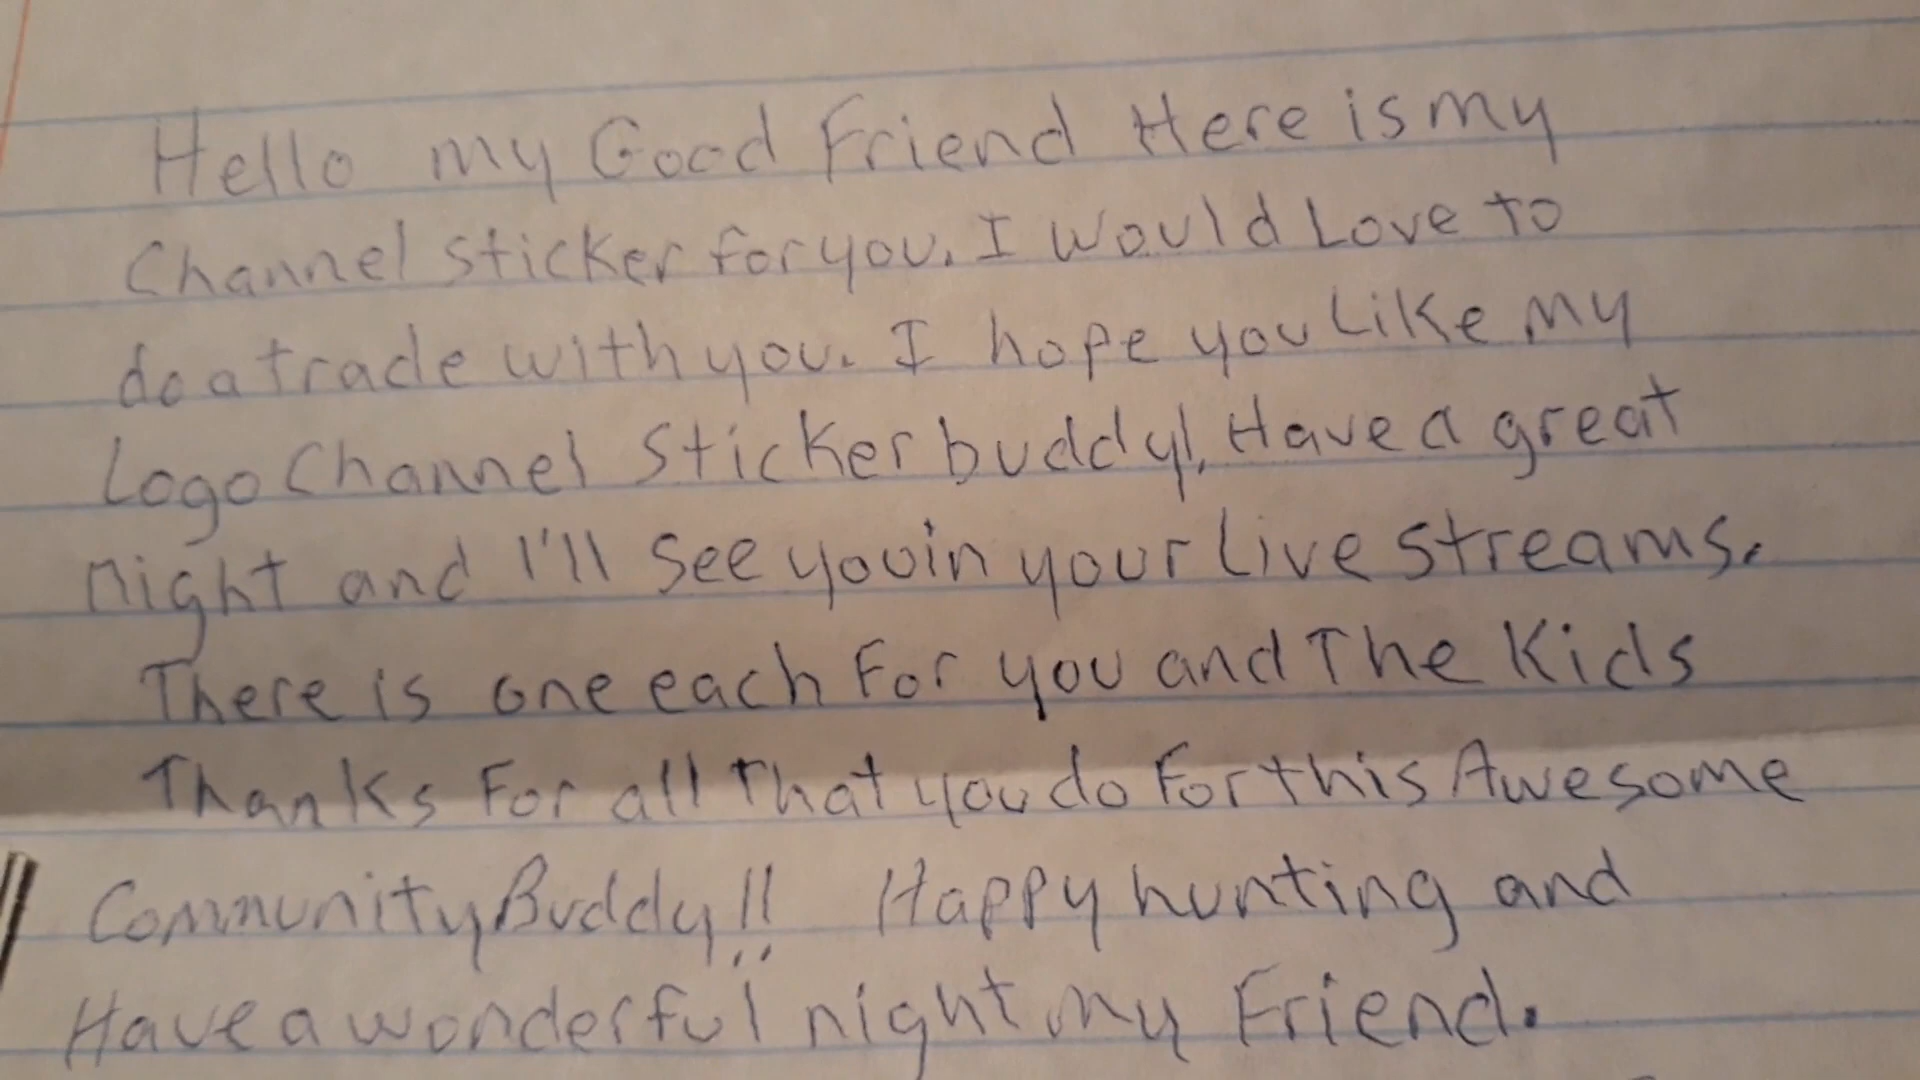 Hello my Good Friend Here is my
Channel sticker for you. I would Love to
do a trade with you. I hope you Like my
Logo Channel Sticker buddy!, Have a great
night and I'll see you in your Live streams.
There is one each For you and The Kids
Thanks For all That you do For this Awesome
Community Buddy!! Happy hunting and
Have a wonderful night my Friend.